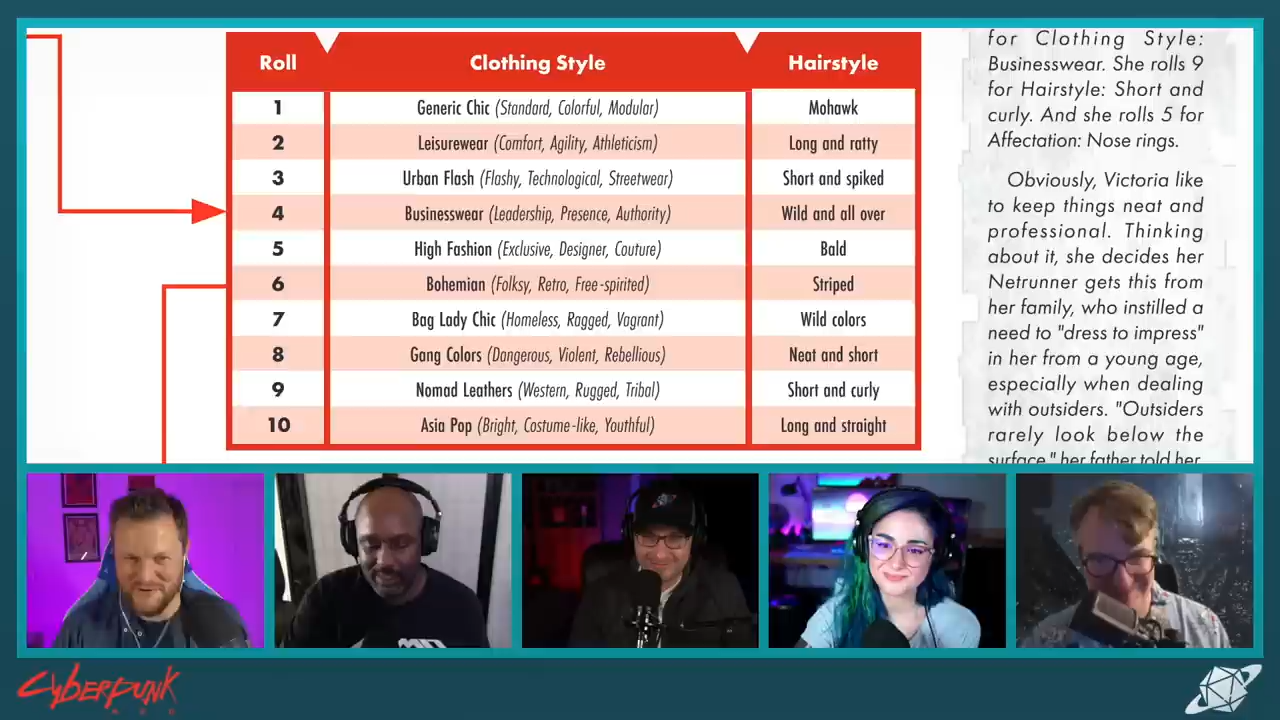 Roll Clothing Style Hairstyle
1 Generic Chic (Standard, Colorful, Modular) Mohawk
2 Leisurewear (Comfort, Agility, Athleticism) Long and ratty
3 Urban Flash (Flashy, Technological, Streetwear) Short and spiked
4 Businesswear (Leadership, Presence, Authority) Wild and all over
5 High Fashion (Exclusive, Designer, Couture) Bald
6 Bohemian (Folksy, Retro, Free-spirited) Striped
7 Bag Lady Chic (Homeless, Ragged, Vagrant) Wild colors
8 Gang Colors (Dangerous, Violent, Rebellious) Neat and short
9 Nomad Leathers (Western, Rugged, Tribal) Short and curly
10 Asia Pop (Bright, Costume-like, Youthful) Long and straight
for Clothing Style:
Businesswear. She rolls 9
for Hairstyle: Short and
curly. And she rolls 5 for
Affectation: Nose rings.
Obviously, Victoria like
to keep things neat and
professional. Thinking
about it, she decides her
Netrunner gets this from
her family, who instilled a
need to "dress to impress"
in her from a young age,
especially when dealing
with outsiders. "Outsiders
rarely look below the
surface," her father told her,
Cyberpunk
RED